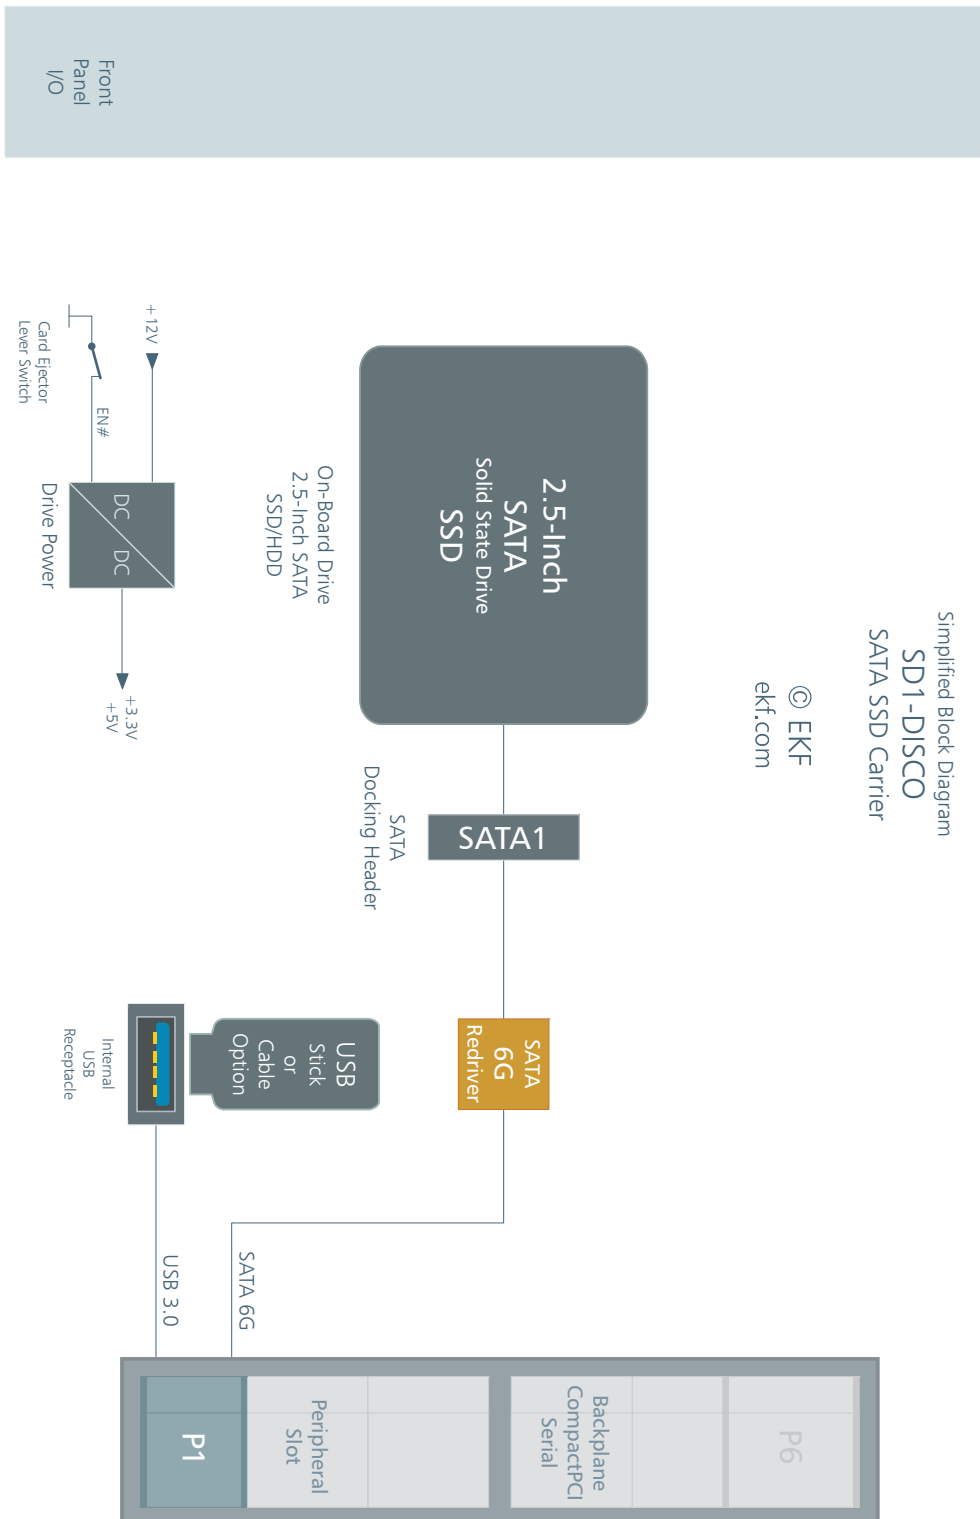 Simplified Block Diagram
SD1-DISCO
SATA SSD Carrier
© EKF
ekf.com
Front
Panel
I/O
2.5-Inch
SATA
Solid State Drive
SSD
On-Board Drive
2.5-Inch SATA
SSD/HDD
+12V
Card Ejector
Lever Switch
EN#
DC
DC
Drive Power
+3.3V
+5V
SATA1
SATA
Docking Header
SATA
6G
Redriver
USB
Stick
or
Cable
Option
Internal
USB
Receptacle
SATA 6G
USB 3.0
P6
Backplane
CompactPCI
Serial
Peripheral
Slot
P1